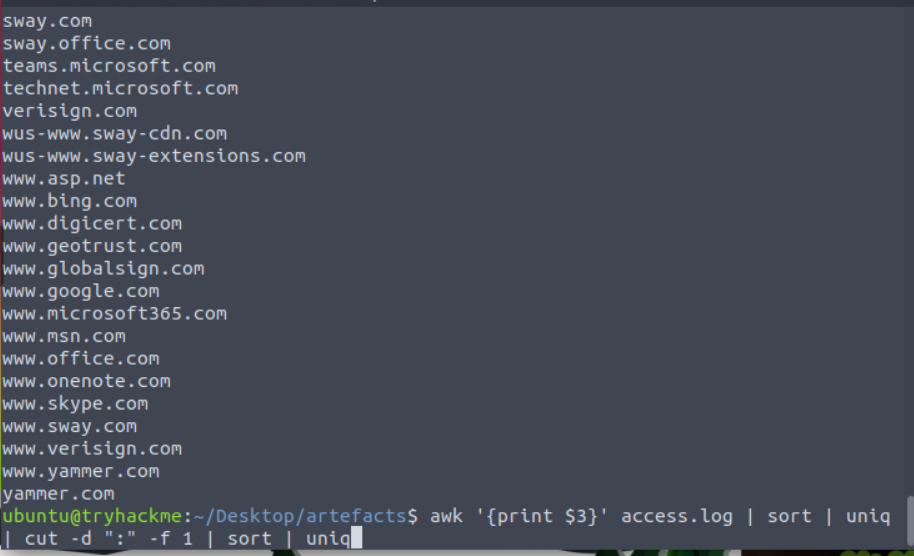 sway.com
sway.office.com
teams.microsoft.com
technet.microsoft.com
verisign.com
wus-www.sway-cdn.com
wus-www.sway-extensions.com
www.asp.net
www.bing.com
www.digicert.com
www.geotrust.com
www.globalsign.com
www.google.com
www.microsoft365.com
www.msn.com
www.office.com
www.onenote.com
www.skype.com
www.sway.com
www.verisign.com
www.yammer.com
yammer.com
ubuntu@tryhackme:~/Desktop/artefacts$ awk '{print $3}' access.log | sort | uniq
| cut -d ":" -f 1 | sort | uniq